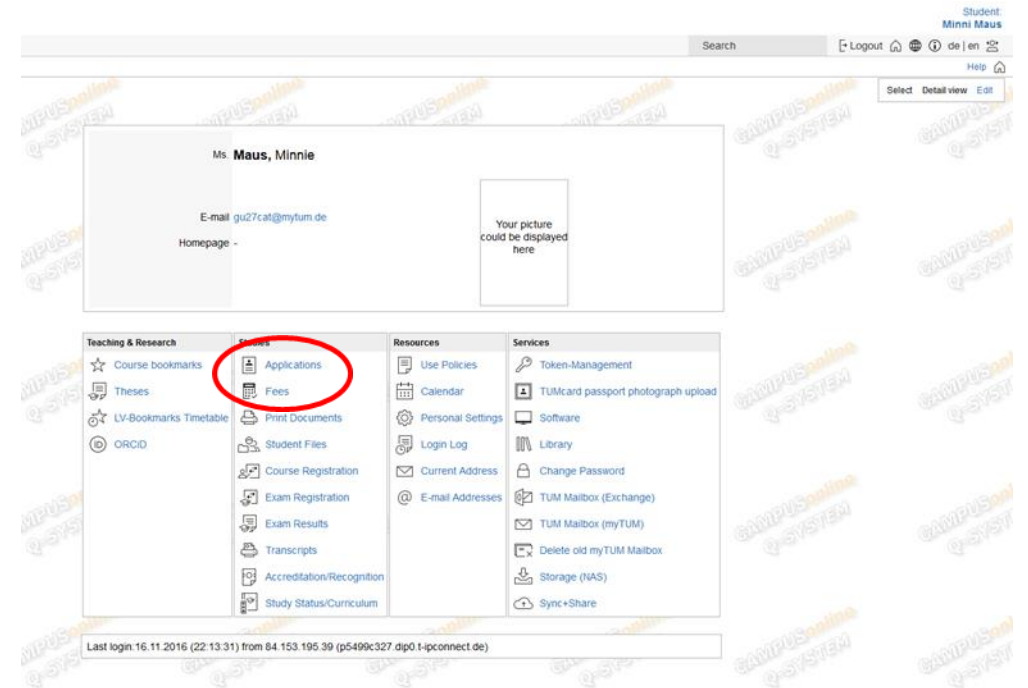 Student:
Minni Maus
Search
Logout de | en
Help
Select Detail view Edit
Ms. Maus, Minnie
E-mail gu27cat@mytum.de
Homepage -
Your picture
could be displayed
here
Teaching & Research
Course bookmarks
Theses
LV-Bookmarks Timetable
ORCiD
Studies
Applications
Fees
Print Documents
Student Files
Course Registration
Exam Registration
Exam Results
Transcripts
Accreditation/Recognition
Study Status/Curriculum
Resources
Use Policies
Calendar
Personal Settings
Login Log
Current Address
E-mail Addresses
Services
Token-Management
TUMcard passport photograph upload
Software
Library
Change Password
TUM Mailbox (Exchange)
TUM Mailbox (myTUM)
Delete old myTUM Mailbox
Storage (NAS)
Sync+Share
Last login:16.11.2016 (22:13:31) from 84.153.195.39 (p5499c327.dip0.t-ipconnect.de)
CAMPUSonline
Q-SYSTEM